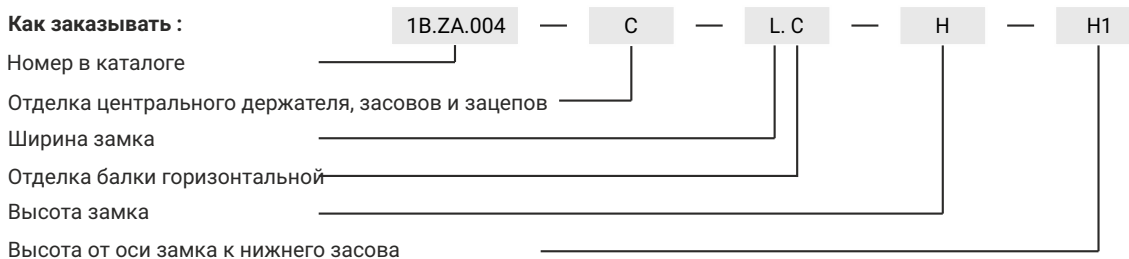 Как заказывать : 1B.ZA.004 — C — L. C — H — H1
Номер в каталоге
Отделка центрального держателя, засовов и зацепов
Ширина замка
Отделка балки горизонтальной
Высота замка
Высота от оси замка к нижнего засова